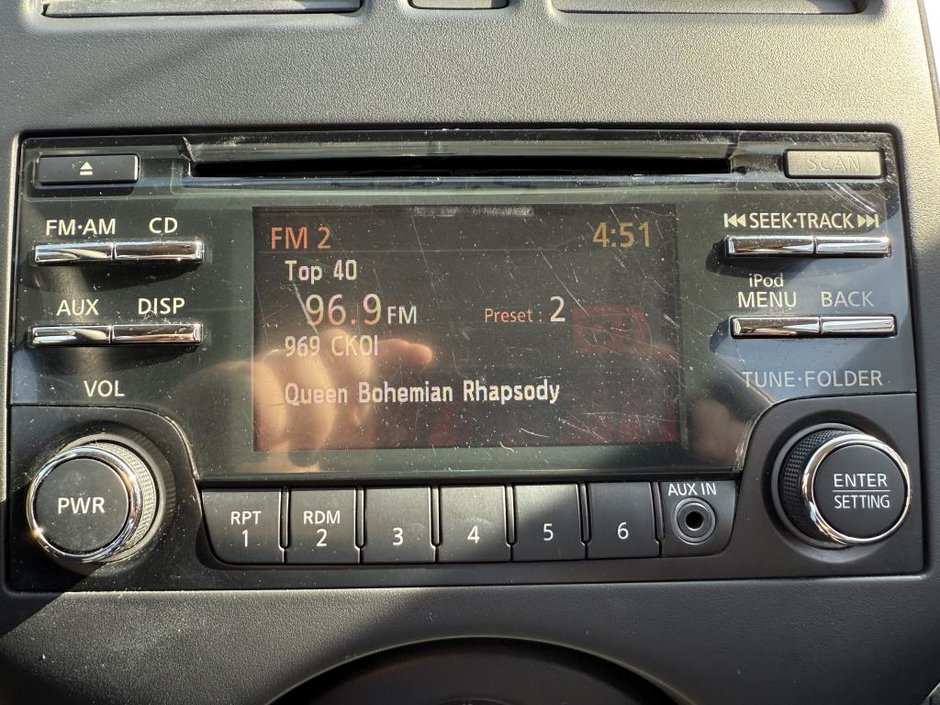 SCAN
FM·AM CD
AUX DISP
VOL
PWR
FM 2 4:51
Top 40
96.9 FM Preset : 2
969 CKOI
Queen Bohemian Rhapsody
SEEK·TRACK
iPod
MENU BACK
TUNE·FOLDER
ENTER
SETTING
RPT
1
RDM
2
3
4
5
6
AUX IN